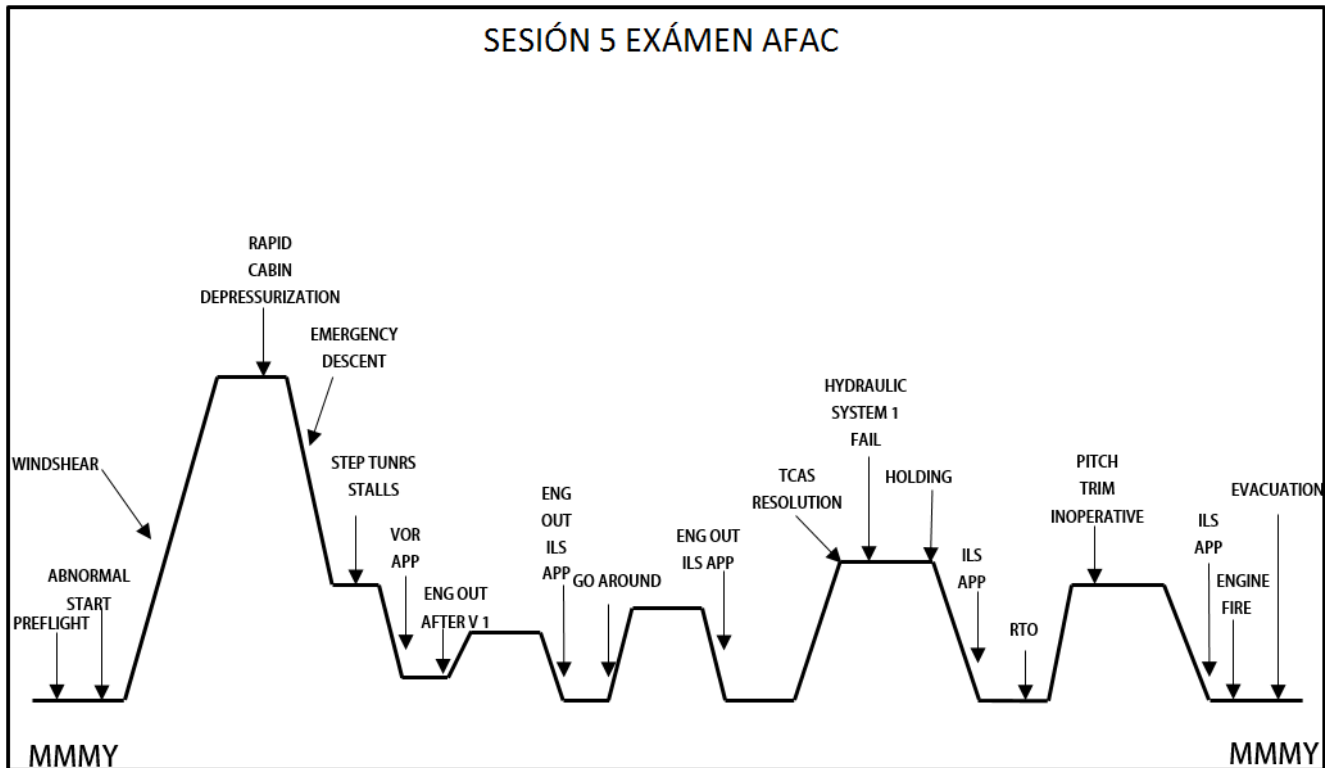 SESIÓN 5 EXÁMEN AFAC
PREFLIGHT
ABNORMAL
START
WINDSHEAR
RAPID
CABIN
DEPRESSURIZATION
EMERGENCY
DESCENT
STEP TUNRS
STALLS
VOR
APP
ENG OUT
AFTER V 1
ENG
OUT
ILS
APP
GO AROUND
ENG OUT
ILS APP
TCAS
RESOLUTION
HYDRAULIC
SYSTEM 1
FAIL
HOLDING
ILS
APP
RTO
PITCH
TRIM
INOPERATIVE
ILS
APP
ENGINE
FIRE
EVACUATION
MMMY
MMMY